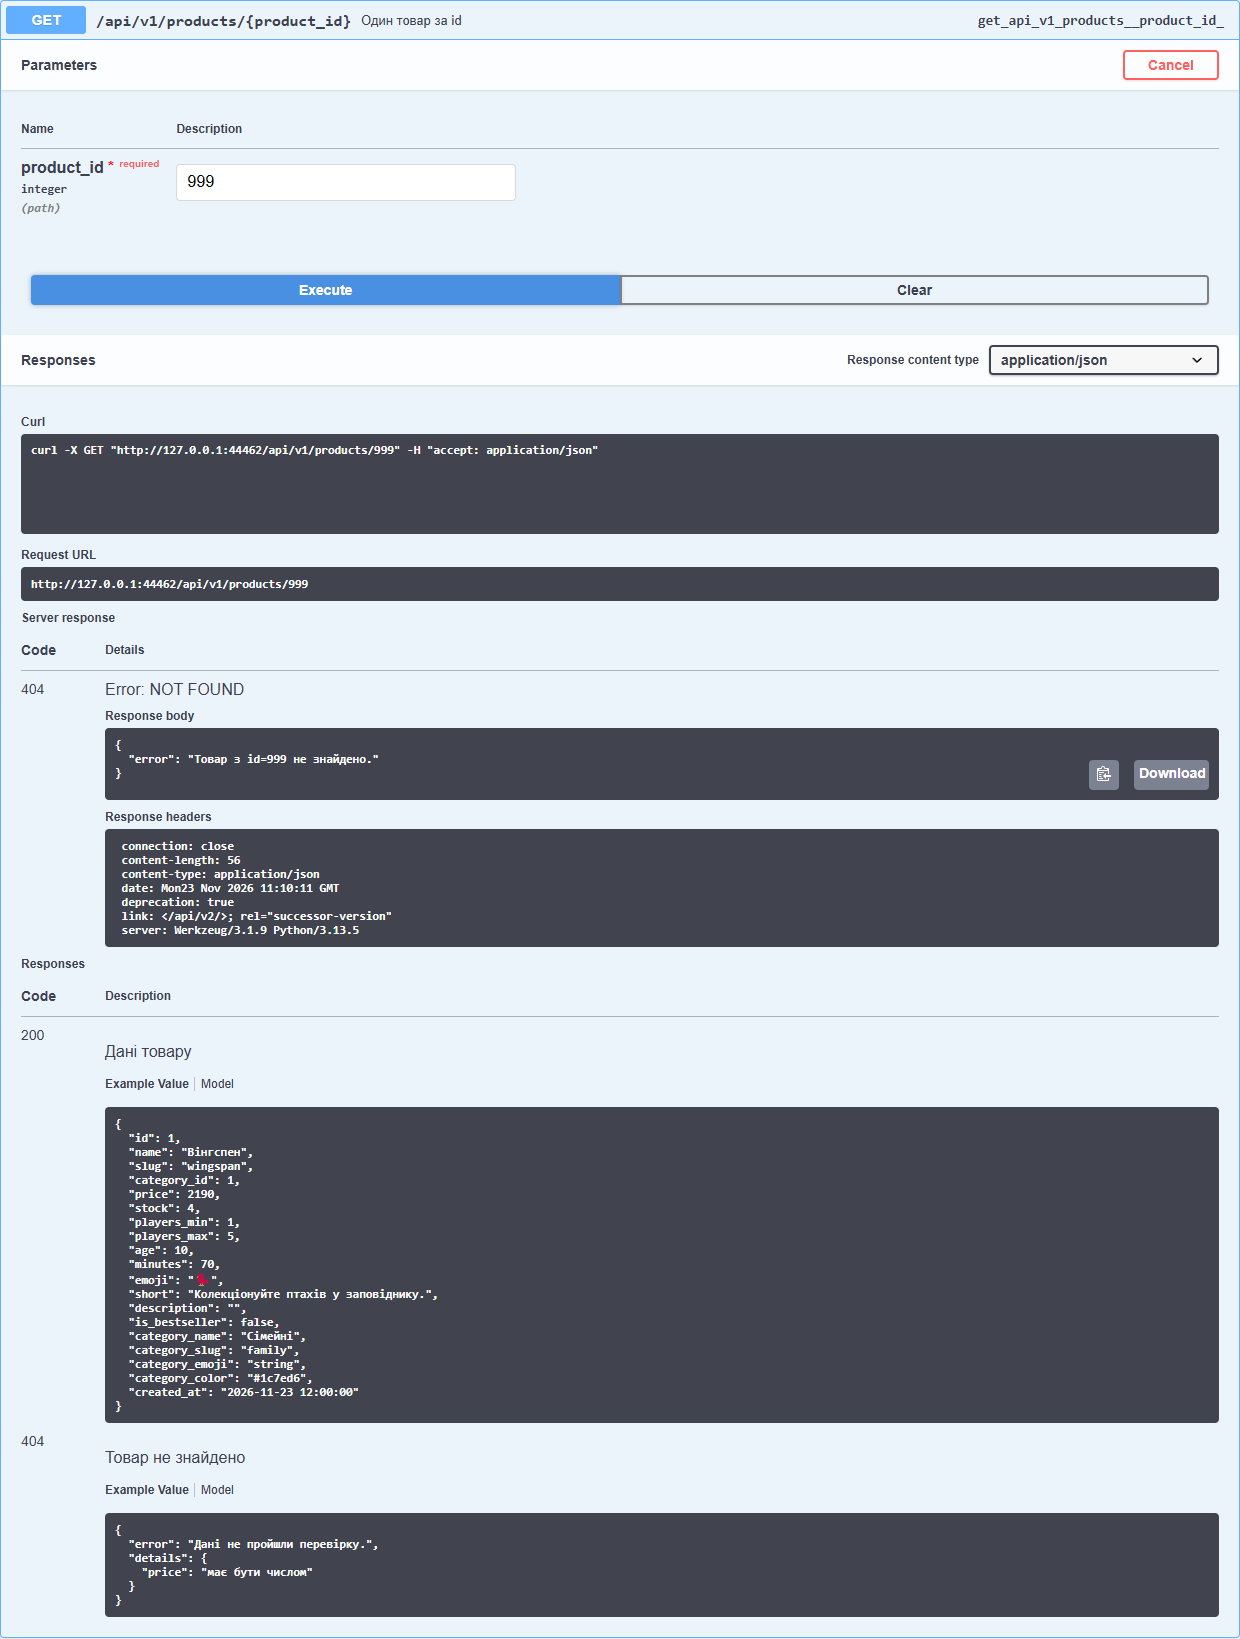 GET /api/v1/products/{product_id} Один товар за id get_api_v1_products__product_id_
Parameters Cancel
Name Description
product_id * required 999
integer
(path)
Execute Clear
Responses Response content type application/json
Curl
curl -X GET "http://127.0.0.1:44462/api/v1/products/999" -H "accept: application/json"
Request URL
http://127.0.0.1:44462/api/v1/products/999
Server response
Code Details
404 Error: NOT FOUND
Response body
{
  "error": "Товар з id=999 не знайдено."
}
Download
Response headers
connection: close
content-length: 56
content-type: application/json
date: Mon23 Nov 2026 11:10:11 GMT
deprecation: true
link: </api/v2/>; rel="successor-version"
server: Werkzeug/3.1.9 Python/3.13.5
Responses
Code Description
200
Дані товару
Example Value Model
{
  "id": 1,
  "name": "Вінгспен",
  "slug": "wingspan",
  "category_id": 1,
  "price": 2190,
  "stock": 4,
  "players_min": 1,
  "players_max": 5,
  "age": 10,
  "minutes": 70,
  "emoji": "🐦",
  "short": "Колекціонуйте птахів у заповіднику.",
  "description": "",
  "is_bestseller": false,
  "category_name": "Сімейні",
  "category_slug": "family",
  "category_emoji": "string",
  "category_color": "#1c7ed6",
  "created_at": "2026-11-23 12:00:00"
}
404
Товар не знайдено
Example Value Model
{
  "error": "Дані не пройшли перевірку.",
  "details": {
    "price": "має бути числом"
  }
}